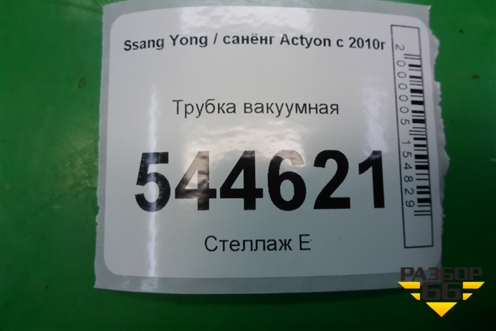 Ssang Yong / санёнг Actyon с 2010г
Трубка вакуумная
544621
Стеллаж Е
2000005154829
РАЗБОР
66